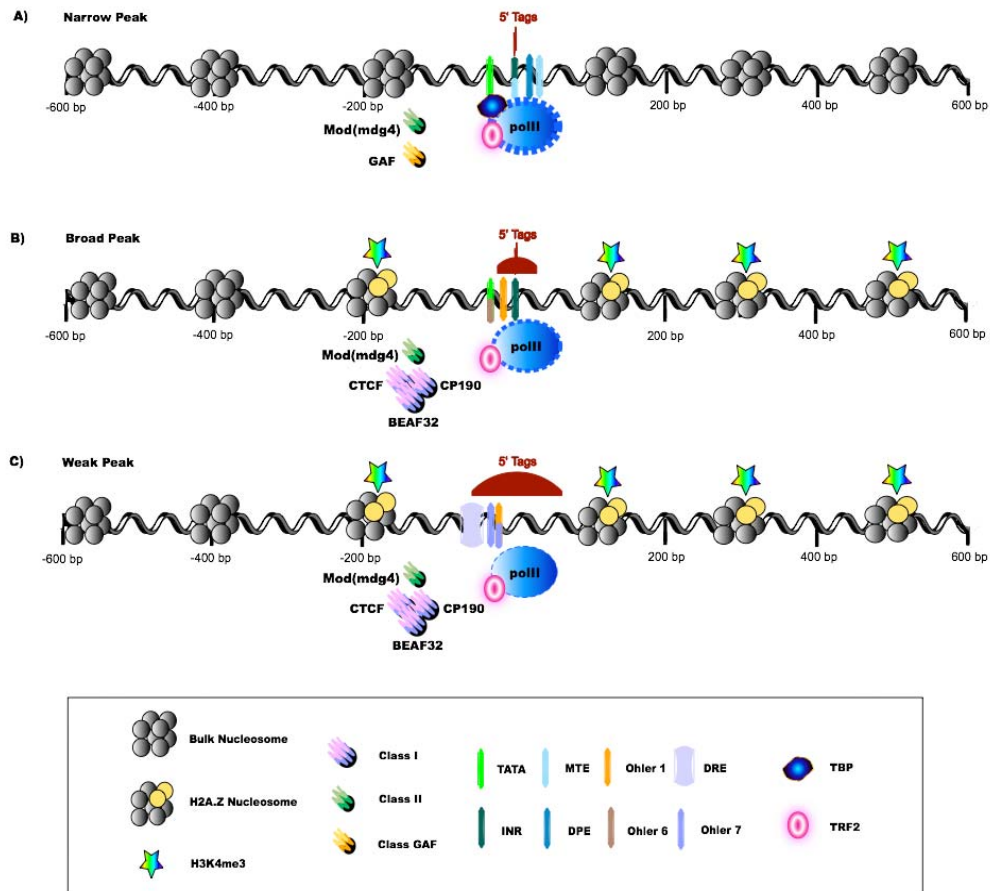 A) Narrow Peak
5' Tags
-600 bp -400 bp -200 bp 200 bp 400 bp 600 bp
polII
Mod(mdg4)
GAF
B) Broad Peak
5' Tags
-600 bp -400 bp -200 bp 200 bp 400 bp 600 bp
polII
Mod(mdg4)
CTCF CP190
BEAF32
C) Weak Peak
5' Tags
-600 bp -400 bp -200 bp 200 bp 400 bp 600 bp
polII
Mod(mdg4)
CTCF CP190
BEAF32
Bulk Nucleosome Class I TATA MTE Ohler 1 DRE TBP
H2A.Z Nucleosome Class II INR DPE Ohler 6 Ohler 7 TRF2
H3K4me3 Class GAF